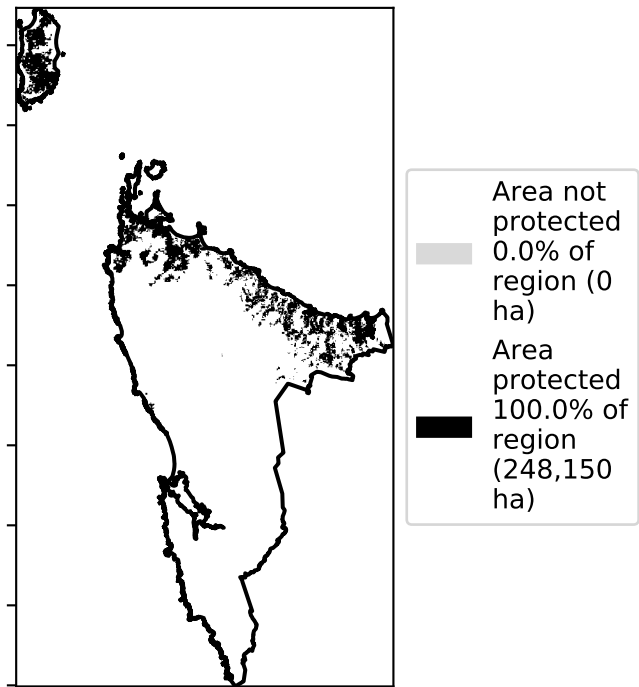 Area not
protected
0.0% of
region (0
ha)
Area
protected
100.0% of
region
(248,150
ha)